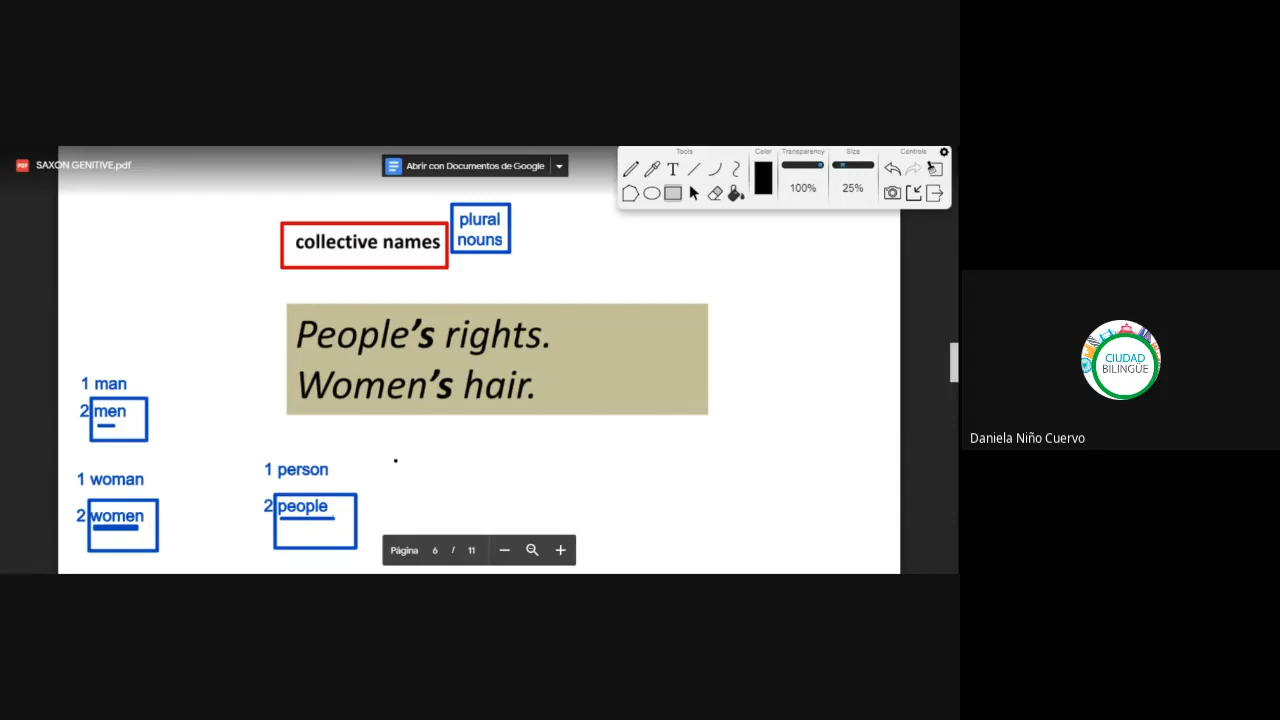 SAXON GENITIVE.pdf
Abrir con Documentos de Google
Tools
Color
Transparency
Size
Controls
100%
25%
collective names
plural
nouns
People's rights.
Women's hair.
1 man
2 men
1 woman
2 women
1 person
2 people
Página 6 / 11
CIUDAD
BILINGÜE
Daniela Niño Cuervo